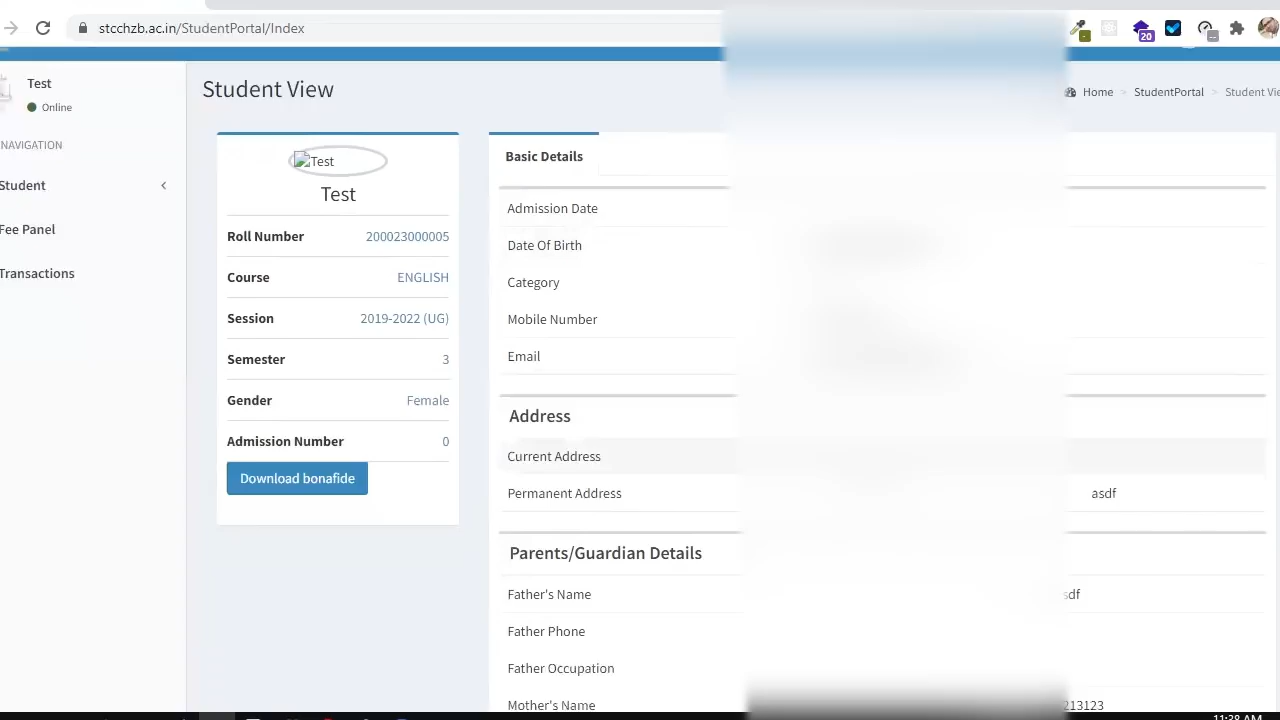 stcchzb.ac.in/StudentPortal/Index
20
Test
Online
NAVIGATION
Student
Fee Panel
Transactions
Student View
Home > StudentPortal > Student Vie
Test
Test
Roll Number 200023000005
Course ENGLISH
Session 2019-2022 (UG)
Semester 3
Gender Female
Admission Number 0
Download bonafide
Basic Details
Admission Date
Date Of Birth
Category
Mobile Number
Email
Address
Current Address
Permanent Address asdf
Parents/Guardian Details
Father's Name sdf
Father Phone
Father Occupation
Mother's Name 213123
11:38 AM